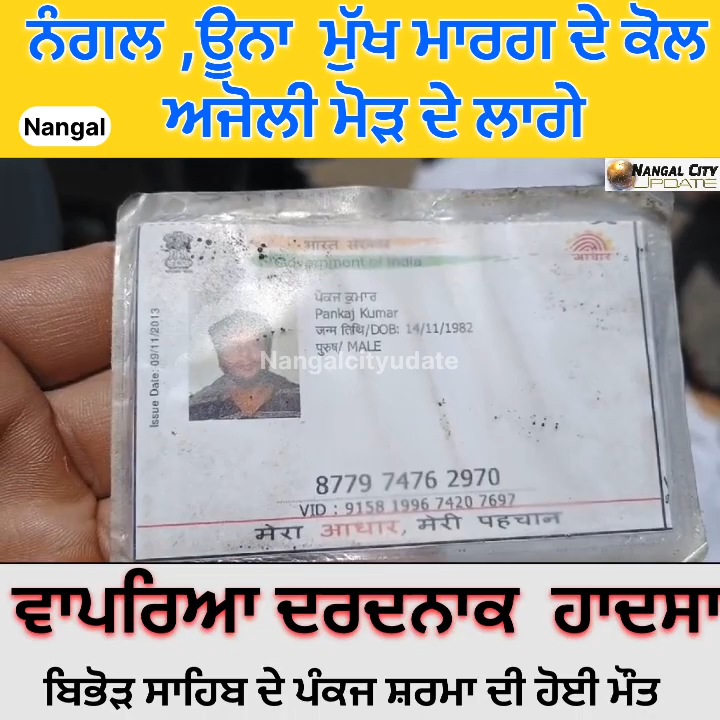 ਨੰਗਲ ,ਊਨਾ ਮੁੱਖ ਮਾਰਗ ਦੇ ਕੋਲ
Nangal
ਅਜੋਲੀ ਮੋੜ ਦੇ ਲਾਗੇ
NANGAL CITY
UPDATE
भारत सरकार
Government of India
आधार
Issue Date: 09/11/2013
ਪੰਕਜ ਕੁਮਾਰ
Pankaj Kumar
जन्म तिथि/DOB: 14/11/1982
पुरुष/ MALE
Nangalcityudate
8779 7476 2970
VID : 9158 1996 7420 7697
मेरा आधार, मेरी पहचान
ਵਾਪਰਿਆ ਦਰਦਨਾਕ ਹਾਦਸਾ
ਬਿਭੋੜ ਸਾਹਿਬ ਦੇ ਪੰਕਜ ਸ਼ਰਮਾ ਦੀ ਹੋਈ ਮੌਤ